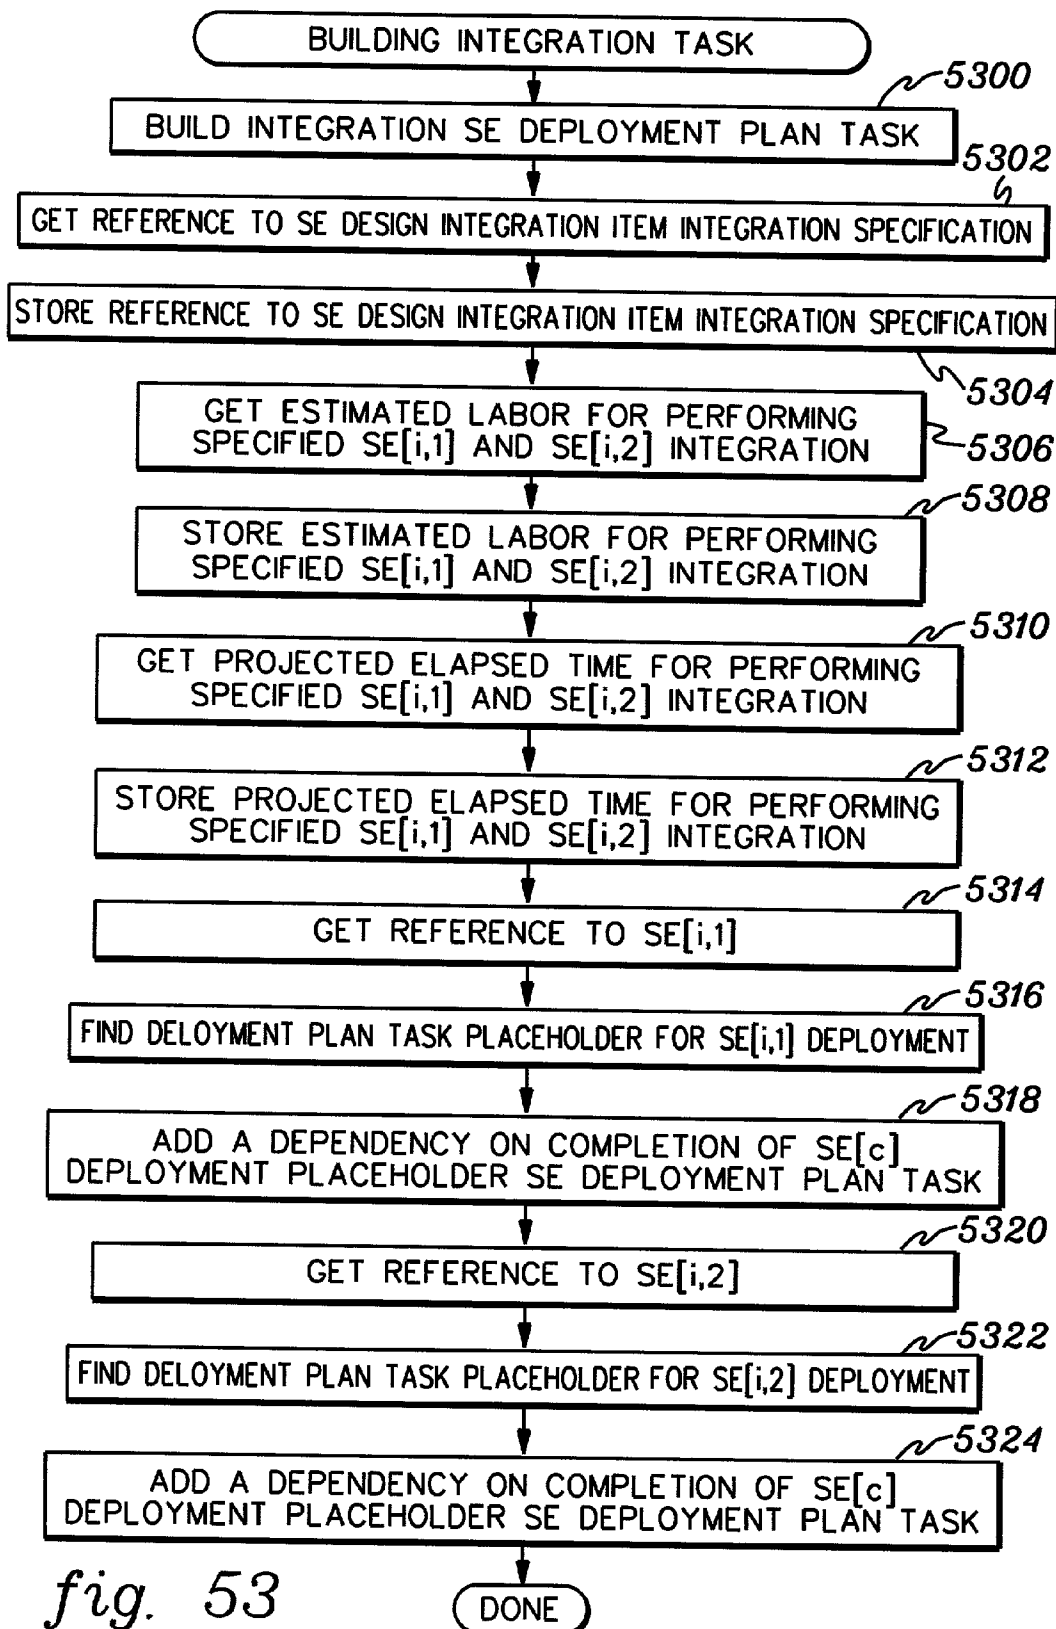 BUILDING INTEGRATION TASK
5300
BUILD INTEGRATION SE DEPLOYMENT PLAN TASK
5302
GET REFERENCE TO SE DESIGN INTEGRATION ITEM INTEGRATION SPECIFICATION
STORE REFERENCE TO SE DESIGN INTEGRATION ITEM INTEGRATION SPECIFICATION
5304
GET ESTIMATED LABOR FOR PERFORMING
SPECIFIED SE[i,1] AND SE[i,2] INTEGRATION
5306
5308
STORE ESTIMATED LABOR FOR PERFORMING
SPECIFIED SE[i,1] AND SE[i,2] INTEGRATION
5310
GET PROJECTED ELAPSED TIME FOR PERFORMING
SPECIFIED SE[i,1] AND SE[i,2] INTEGRATION
5312
STORE PROJECTED ELAPSED TIME FOR PERFORMING
SPECIFIED SE[i,1] AND SE[i,2] INTEGRATION
5314
GET REFERENCE TO SE[i,1]
5316
FIND DELOYMENT PLAN TASK PLACEHOLDER FOR SE[i,1] DEPLOYMENT
5318
ADD A DEPENDENCY ON COMPLETION OF SE[c]
DEPLOYMENT PLACEHOLDER SE DEPLOYMENT PLAN TASK
5320
GET REFERENCE TO SE[i,2]
5322
FIND DELOYMENT PLAN TASK PLACEHOLDER FOR SE[i,2] DEPLOYMENT
5324
ADD A DEPENDENCY ON COMPLETION OF SE[c]
DEPLOYMENT PLACEHOLDER SE DEPLOYMENT PLAN TASK
fig. 53
DONE